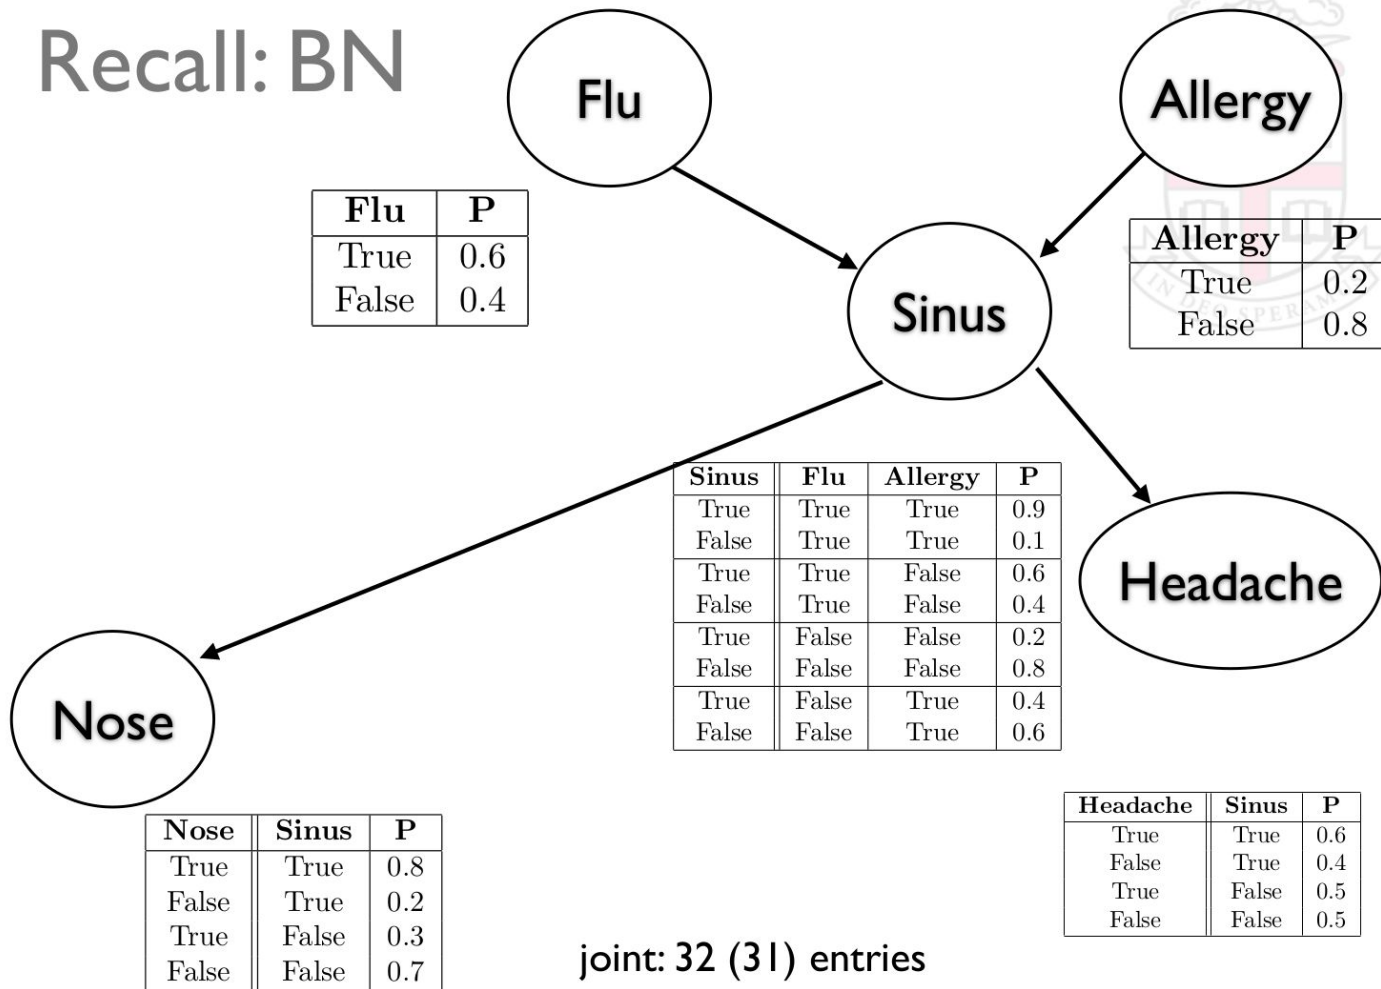 Recall: BN
Flu
Allergy
Flu P
True 0.6
False 0.4
Allergy P
True 0.2
False 0.8
IN DEO SPERAM
Sinus
Sinus Flu Allergy P
True True True 0.9
False True True 0.1
True True False 0.6
False True False 0.4
True False False 0.2
False False False 0.8
True False True 0.4
False False True 0.6
Headache
Nose
Nose Sinus P
True True 0.8
False True 0.2
True False 0.3
False False 0.7
Headache Sinus P
True True 0.6
False True 0.4
True False 0.5
False False 0.5
joint: 32 (31) entries